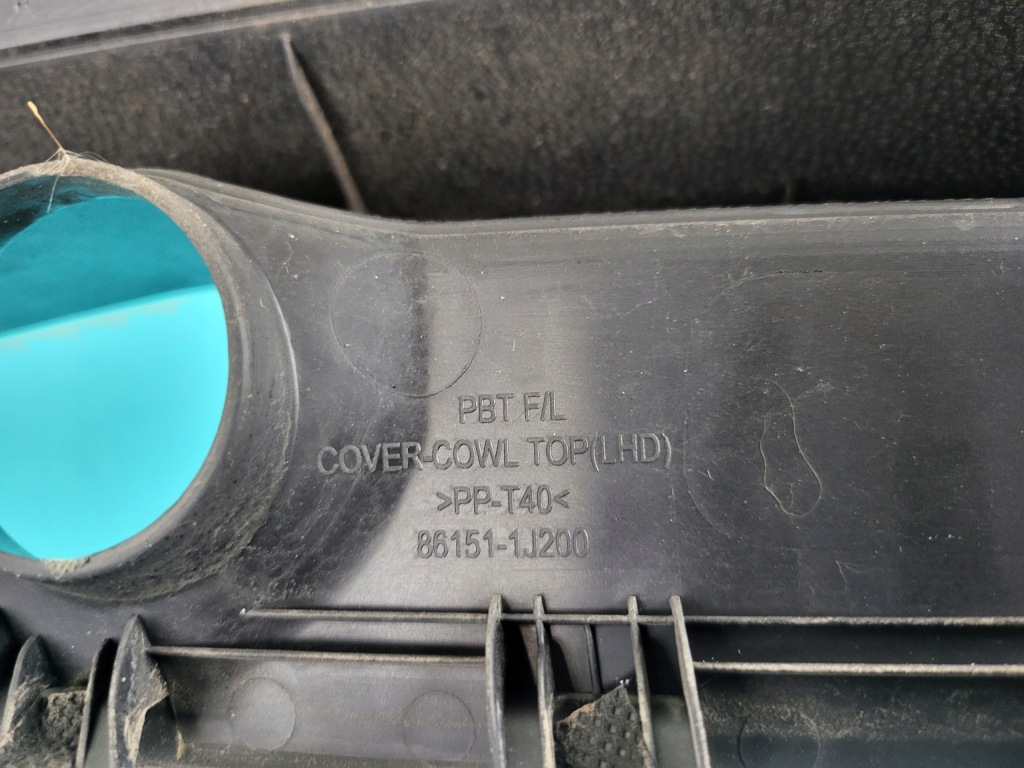 PBT F/L
COVER-COWL TOP(LHD)
>PP-T40<
86151-1J200